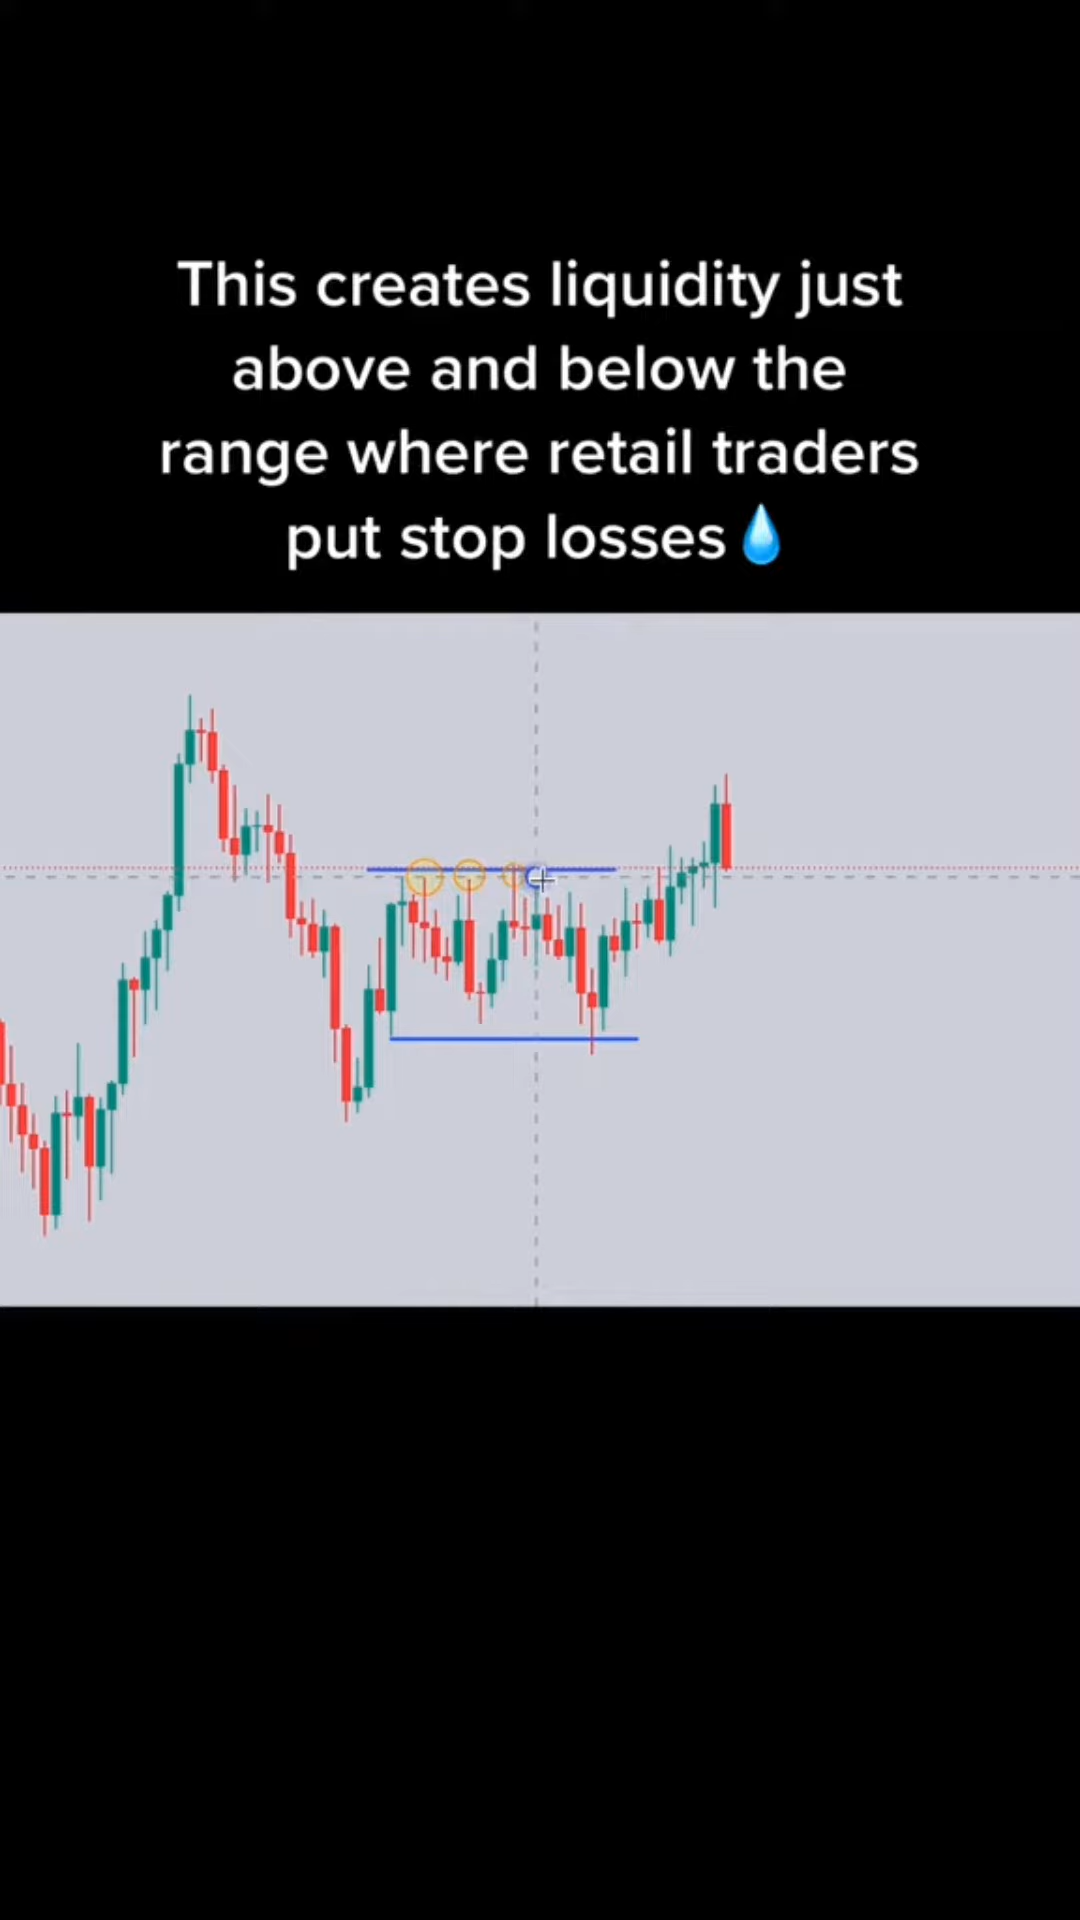 This creates liquidity just
above and below the
range where retail traders
put stop losses💧